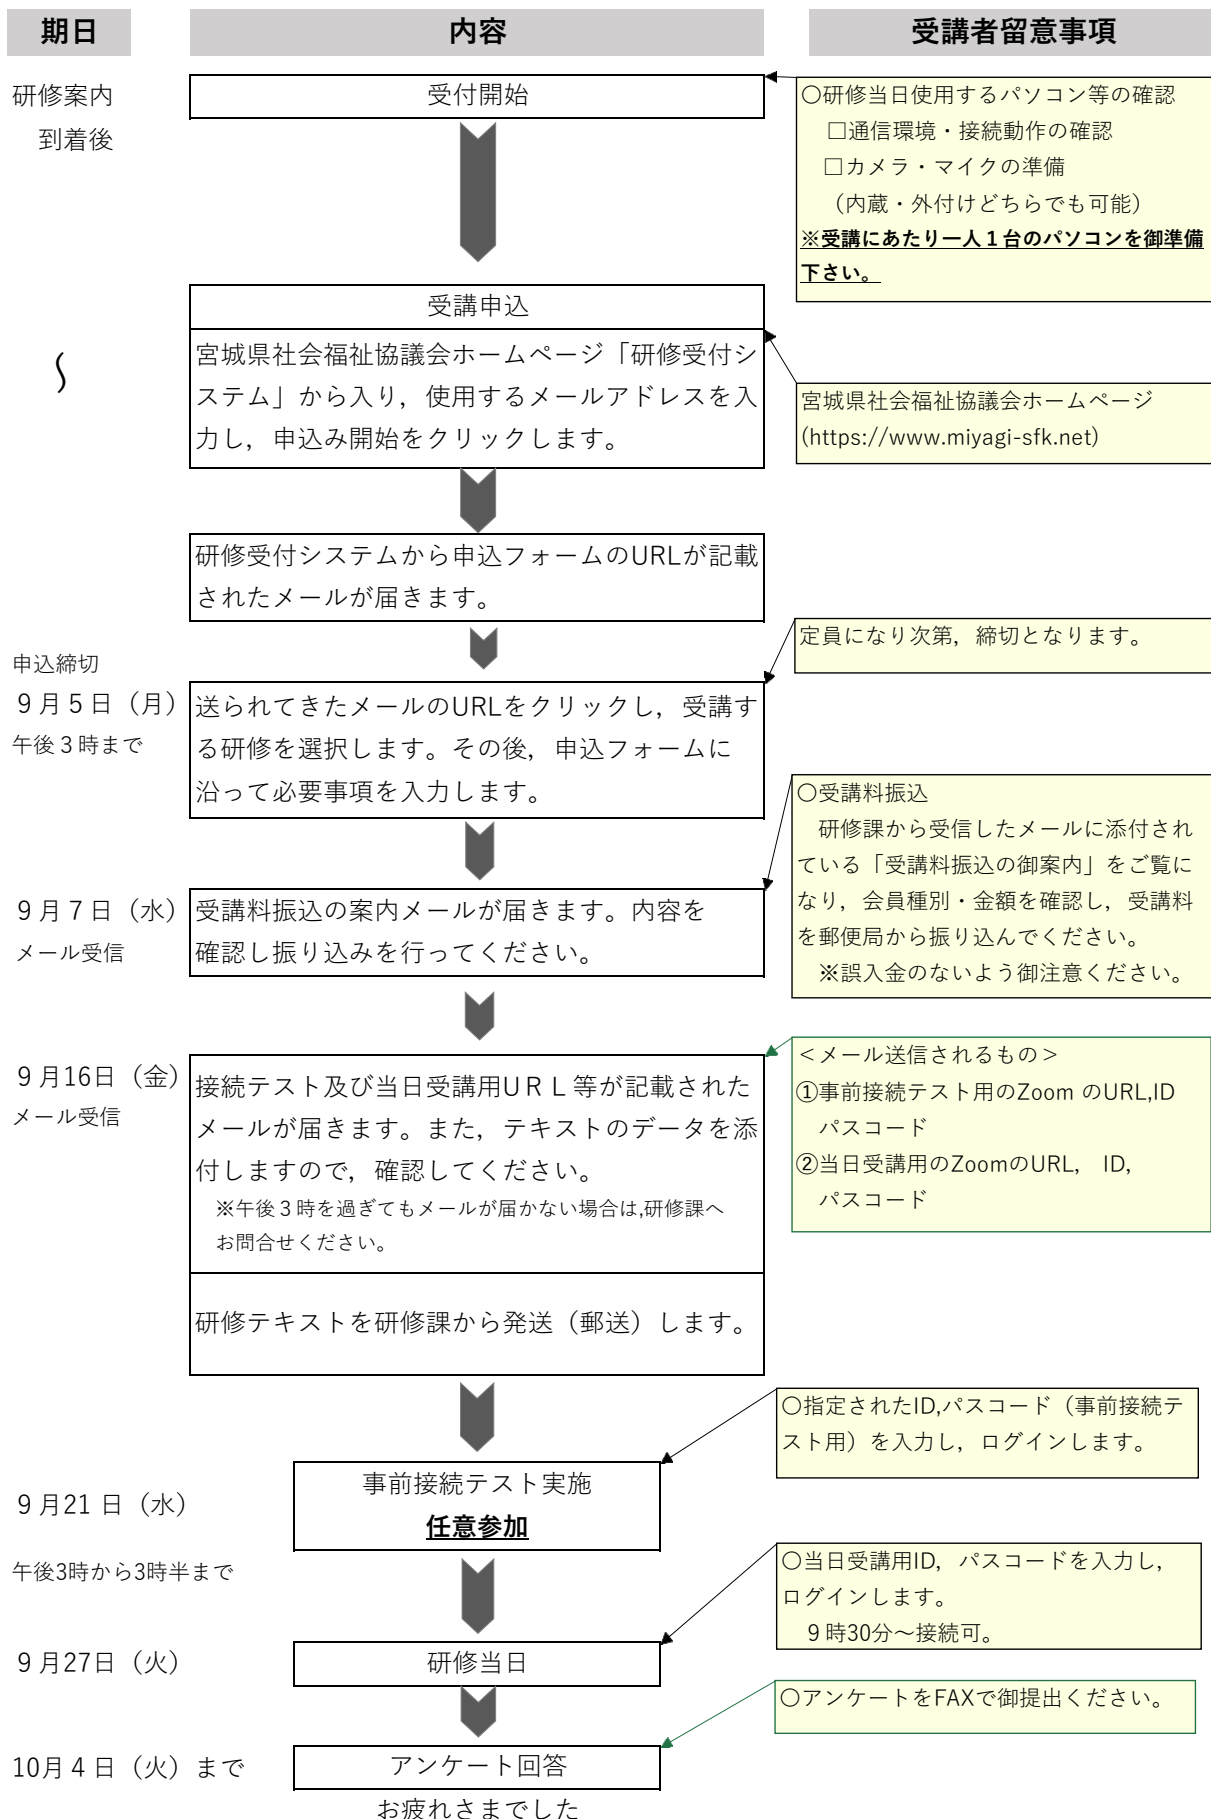 期日
内容
受講者留意事項
研修案内
到着後
受付開始
〇研修当日使用するパソコン等の確認
□通信環境・接続動作の確認
□カメラ・マイクの準備
（内蔵・外付けどちらでも可能）
※受講にあたり一人１台のパソコンを御準備
下さい。
～
受講申込
宮城県社会福祉協議会ホームページ「研修受付シ
ステム」から入り，使用するメールアドレスを入
力し，申込み開始をクリックします。
宮城県社会福祉協議会ホームページ
(https://www.miyagi-sfk.net)
研修受付システムから申込フォームのURLが記載
されたメールが届きます。
定員になり次第，締切となります。
申込締切
９月５日（月）
午後３時まで
送られてきたメールのURLをクリックし，受講す
る研修を選択します。その後，申込フォームに
沿って必要事項を入力します。
〇受講料振込
研修課から受信したメールに添付され
ている「受講料振込の御案内」をご覧に
なり，会員種別・金額を確認し，受講料
を郵便局から振り込んでください。
※誤入金のないよう御注意ください。
９月７日（水）
メール受信
受講料振込の案内メールが届きます。内容を
確認し振り込みを行ってください。
９月16日（金）
メール受信
接続テスト及び当日受講用ＵＲＬ等が記載された
メールが届きます。また，テキストのデータを添
付しますので，確認してください。
※午後３時を過ぎてもメールが届かない場合は,研修課へ
お問合せください。
＜メール送信されるもの＞
①事前接続テスト用のZoom のURL,ID
パスコード
②当日受講用のZoomのURL， ID，
パスコード
研修テキストを研修課から発送（郵送）します。
〇指定されたID,パスコード（事前接続テ
スト用）を入力し，ログインします。
９月21 日（水）
午後3時から3時半まで
事前接続テスト実施
任意参加
〇当日受講用ID，パスコードを入力し，
ログインします。
９時30分～接続可。
９月27日（火）
研修当日
〇アンケートをFAXで御提出ください。
10月４日（火）まで
アンケート回答
お疲れさまでした